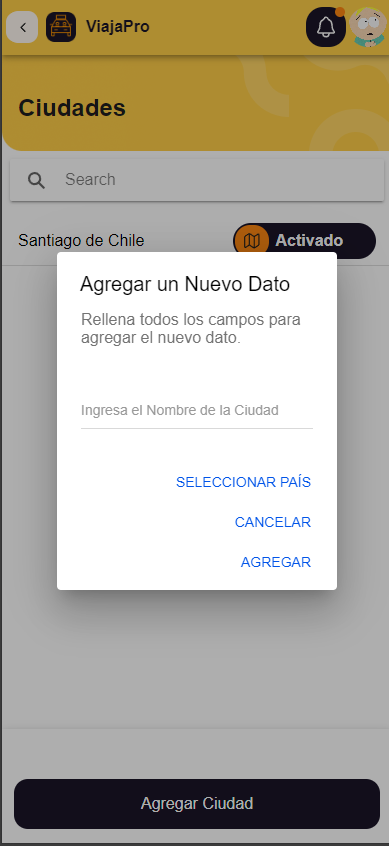 ViajaPro
Ciudades
Search
Santiago de Chile
Activado
Agregar un Nuevo Dato
Rellena todos los campos para
agregar el nuevo dato.
Ingresa el Nombre de la Ciudad
SELECCIONAR PAÍS
CANCELAR
AGREGAR
Agregar Ciudad